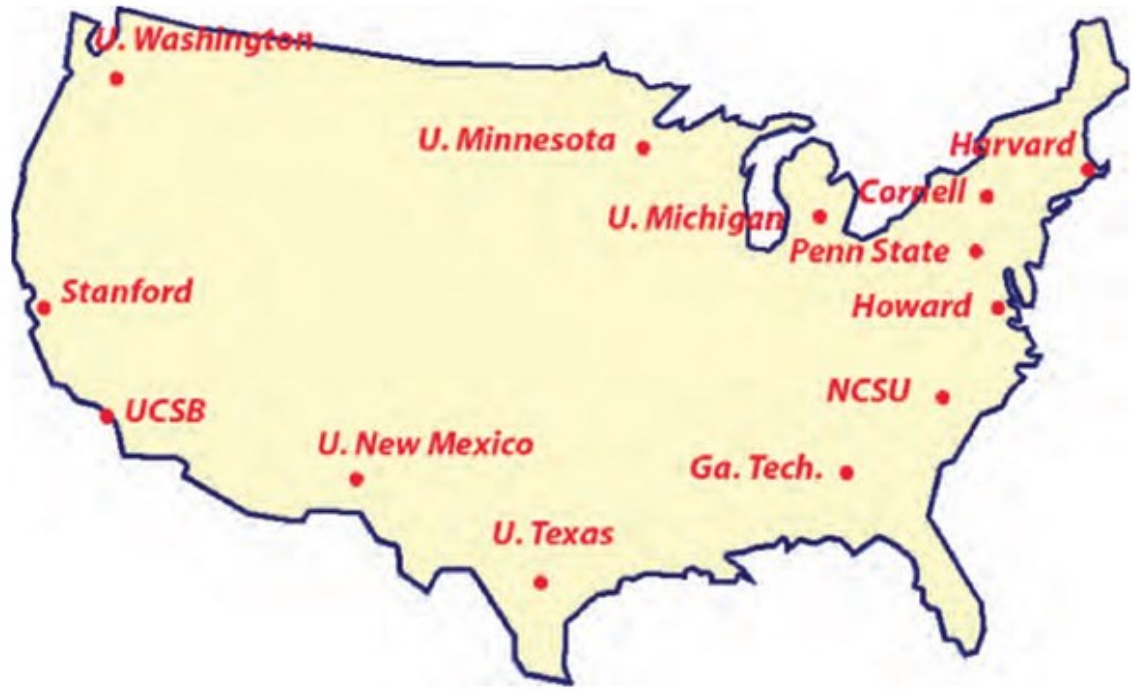 U. Washington
U. Minnesota
Harvard
Cornell
U. Michigan
Penn State
Stanford
Howard
NCSU
UCSB
U. New Mexico
Ga. Tech.
U. Texas